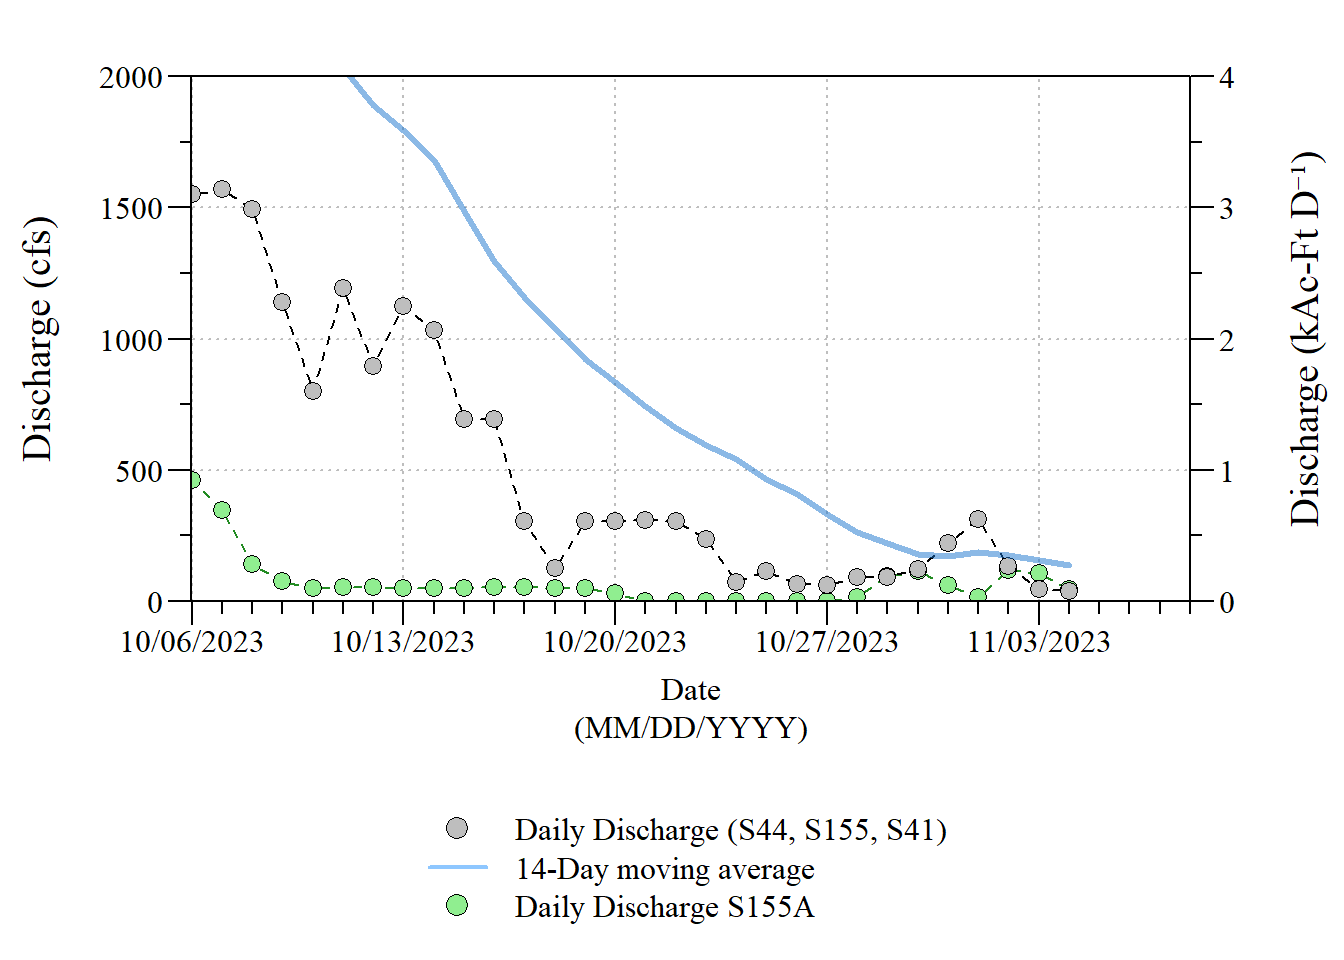 2000
1500
1000
500
0
Discharge (cfs)
4
3
2
1
0
Discharge (kAc-Ft D⁻¹)
10/06/2023 10/13/2023 10/20/2023 10/27/2023 11/03/2023
Date
(MM/DD/YYYY)
Daily Discharge (S44, S155, S41)
14-Day moving average
Daily Discharge S155A